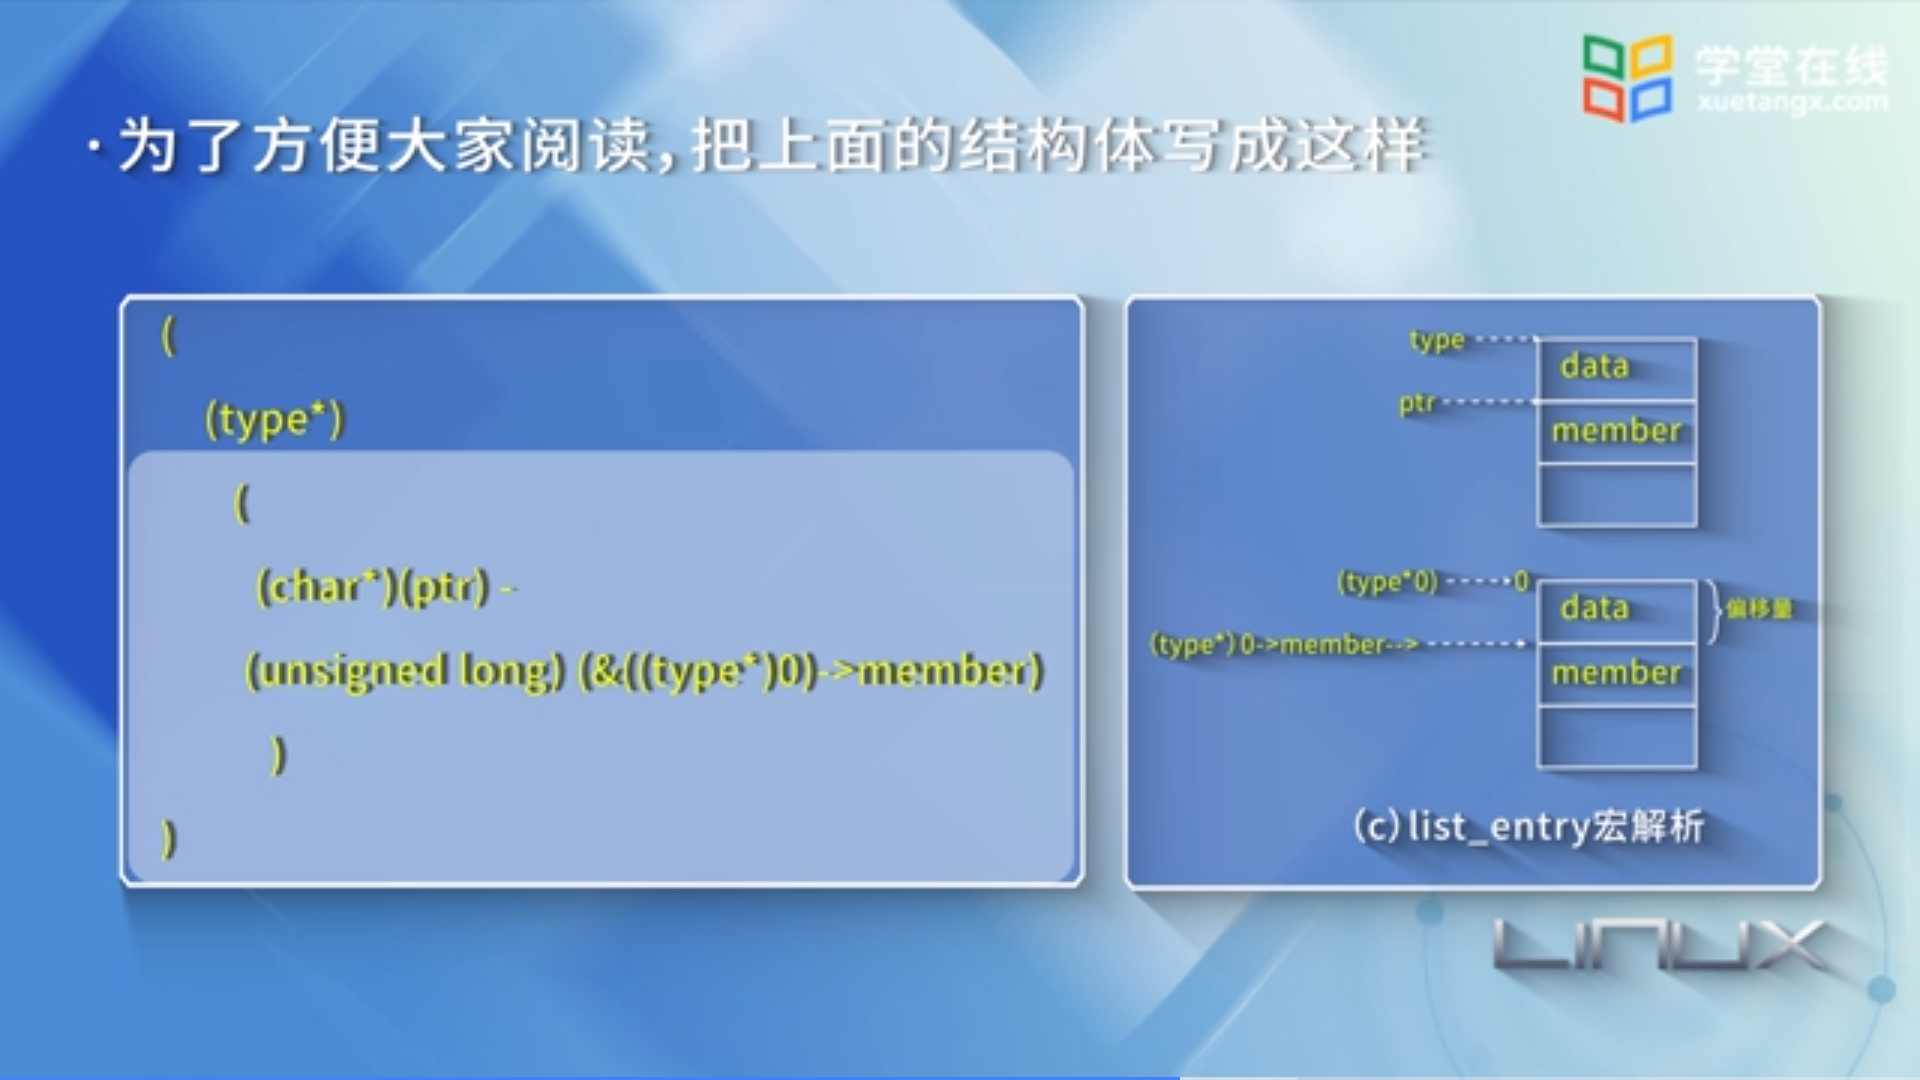 学堂在线
xuetangx.com
·为了方便大家阅读,把上面的结构体写成这样
(
(type*)
(
(char*)(ptr) -
(unsigned long) (&((type*)0)->member)
)
)
type
data
ptr
member
(type*0)
0
data
偏移量
(type*)0->member-->
member
(c)list_entry宏解析
LINUX